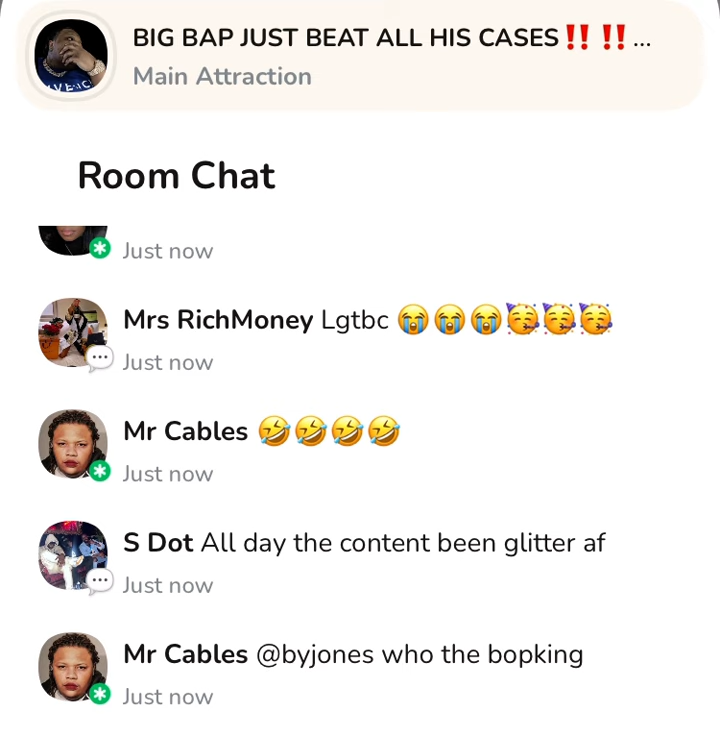 BIG BAP JUST BEAT ALL HIS CASES‼️ ‼️...
Main Attraction
Room Chat
Just now
Mrs RichMoney Lgtbc 😭😭😭🥳🥳🥳
Just now
Mr Cables 🤣🤣🤣🤣
Just now
S Dot All day the content been glitter af
Just now
Mr Cables @byjones who the bopking
Just now